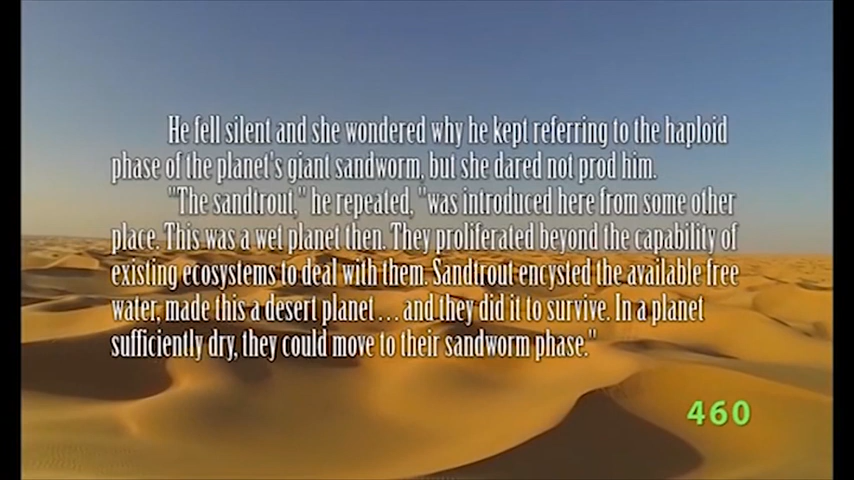 He fell silent and she wondered why he kept referring to the haploid
phase of the planet's giant sandworm, but she dared not prod him.
"The sandtrout," he repeated, "was introduced here from some other
place. This was a wet planet then. They proliferated beyond the capability of
existing ecosystems to deal with them. Sandtrout encysted the available free
water, made this a desert planet... and they did it to survive. In a planet
sufficiently dry, they could move to their sandworm phase."
460